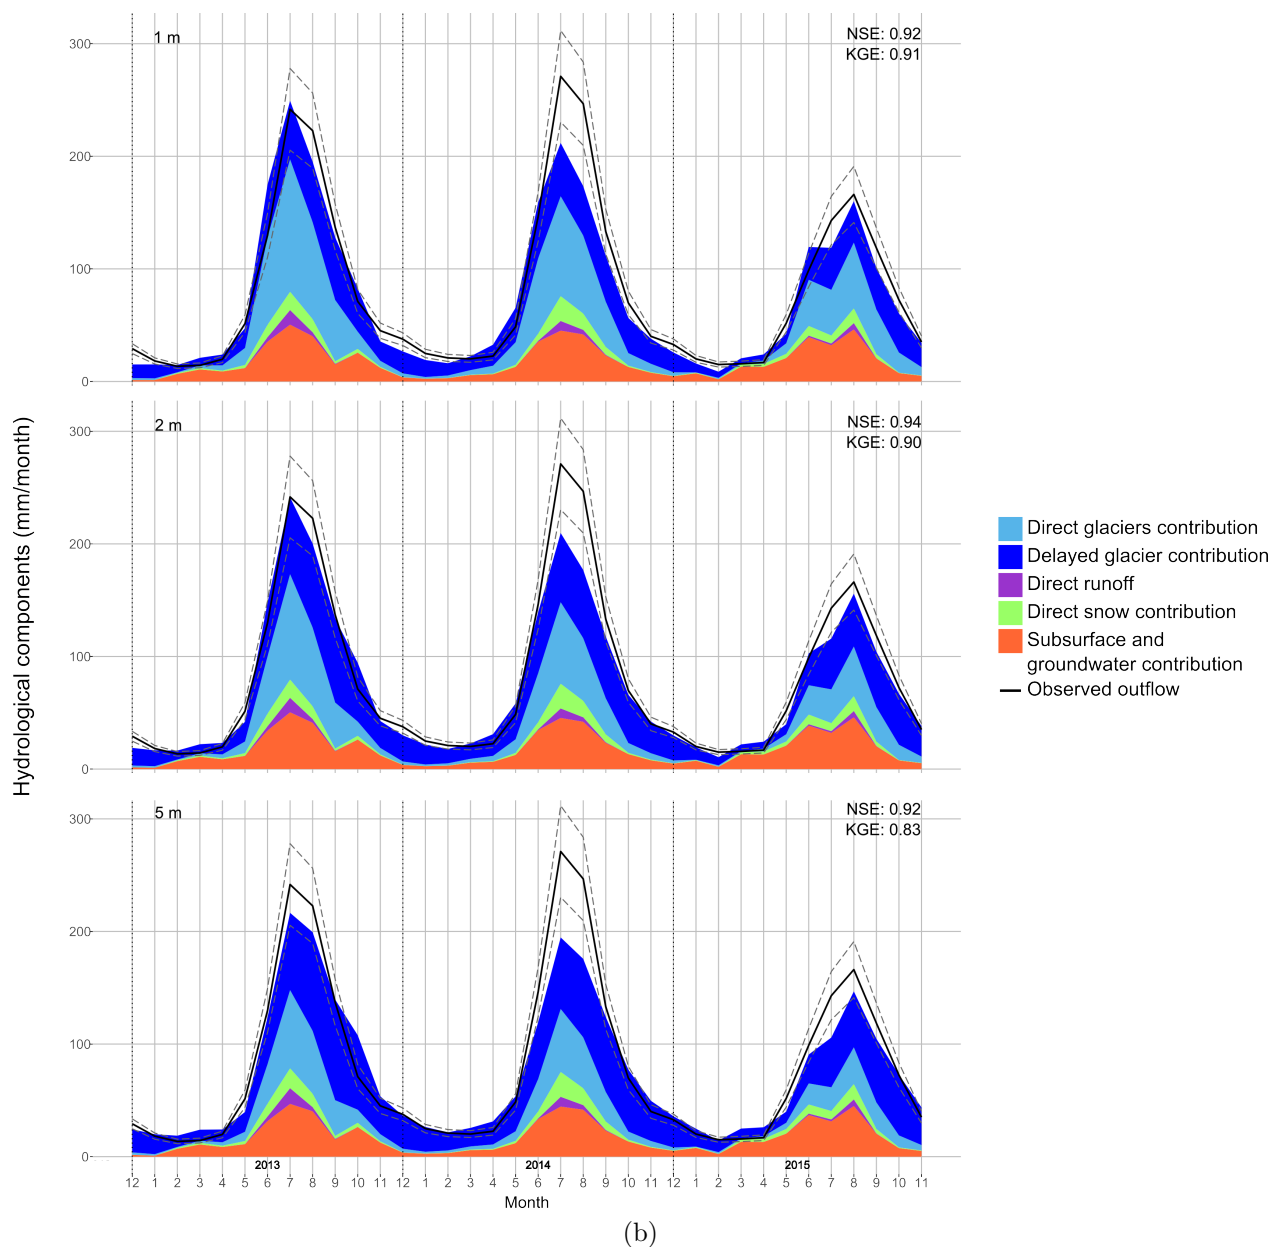 1 m
NSE: 0.92
KGE: 0.91
300
200
100
0
2 m
NSE: 0.94
KGE: 0.90
300
200
100
0
5 m
NSE: 0.92
KGE: 0.83
300
200
100
0
Hydrological components (mm/month)
2013 2014 2015
12 1 2 3 4 5 6 7 8 9 10 11 12 1 2 3 4 5 6 7 8 9 10 11 12 1 2 3 4 5 6 7 8 9 10 11
Month
Direct glaciers contribution
Delayed glacier contribution
Direct runoff
Direct snow contribution
Subsurface and
groundwater contribution
Observed outflow
(b)